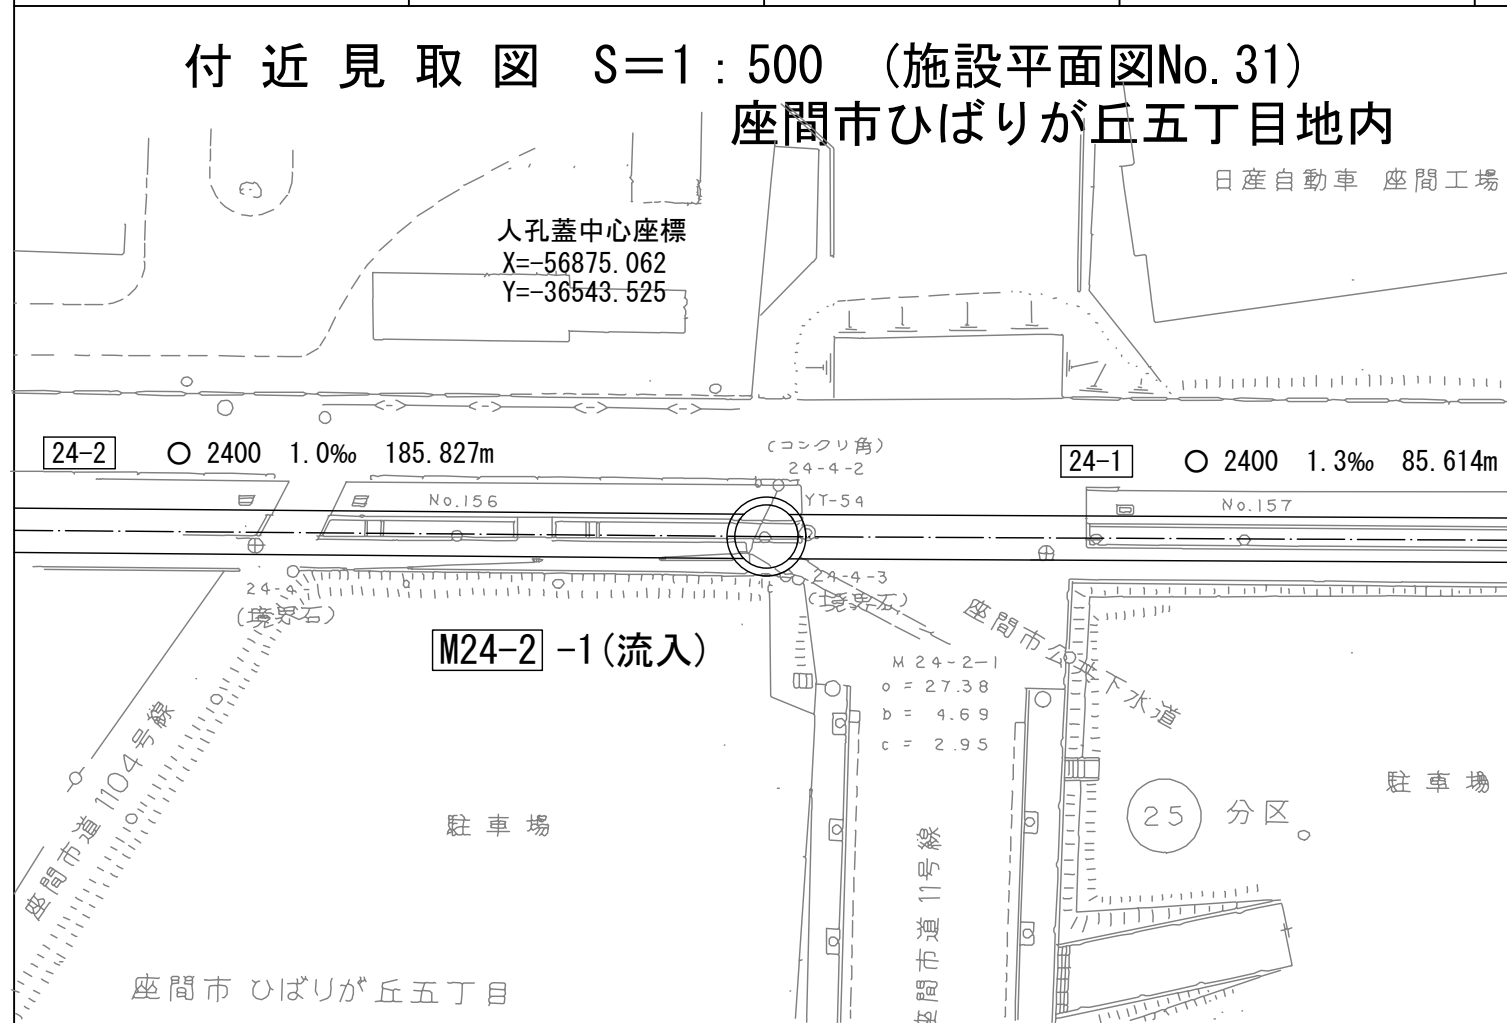 付近見取図 S=1:500 (施設平面図No.31)
座間市ひばりが丘五丁目地内
日産自動車 座間工場
人孔蓋中心座標
X=-56875.062
Y=-36543.525
24-2 ○ 2400 1.0‰ 185.827m
(コンクリ角)
24-4-2
24-1 ○ 2400 1.3‰ 85.614m
No.156
YT-54
No.157
24-4-1
(境界石)
24-4-3
(境界石)
座間市公共下水道
M24-2 -1(流入)
M 24-2-1
a = 27.38
b = 4.69
c = 2.95
座間市道1104号線
駐車場
座間市道11号線
25 分区
駐車場
座間市 ひばりが丘五丁目